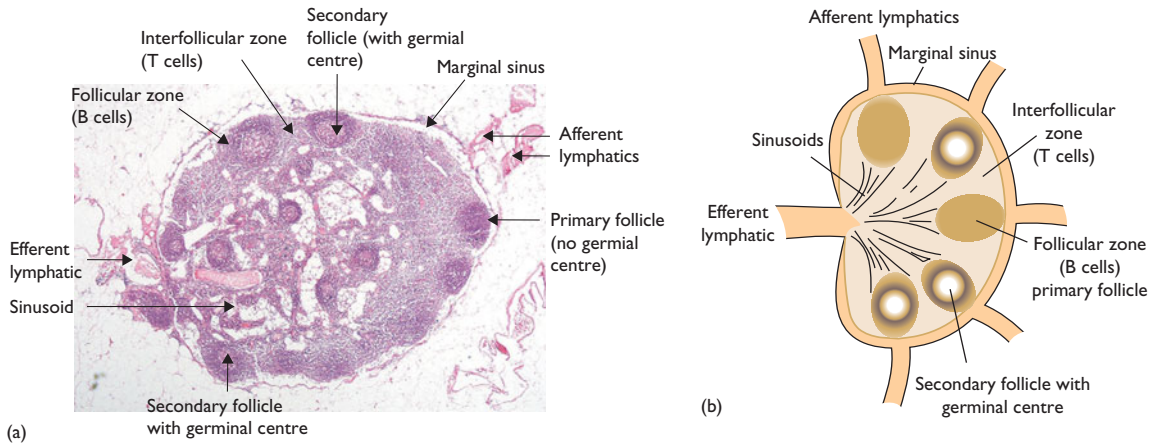 Secondary
follicle (with germial
centre)
Interfollicular zone
(T cells)
Marginal sinus
Follicular zone
(B cells)
Afferent
lymphatics
Primary follicle
(no germial
centre)
Efferent
lymphatic
Sinusoid
Secondary follicle
with germinal centre
(a)
Afferent lymphatics
Marginal sinus
Interfollicular
zone
(T cells)
Sinusoids
Efferent
lymphatic
Follicular zone
(B cells)
primary follicle
Secondary follicle with
germinal centre
(b)